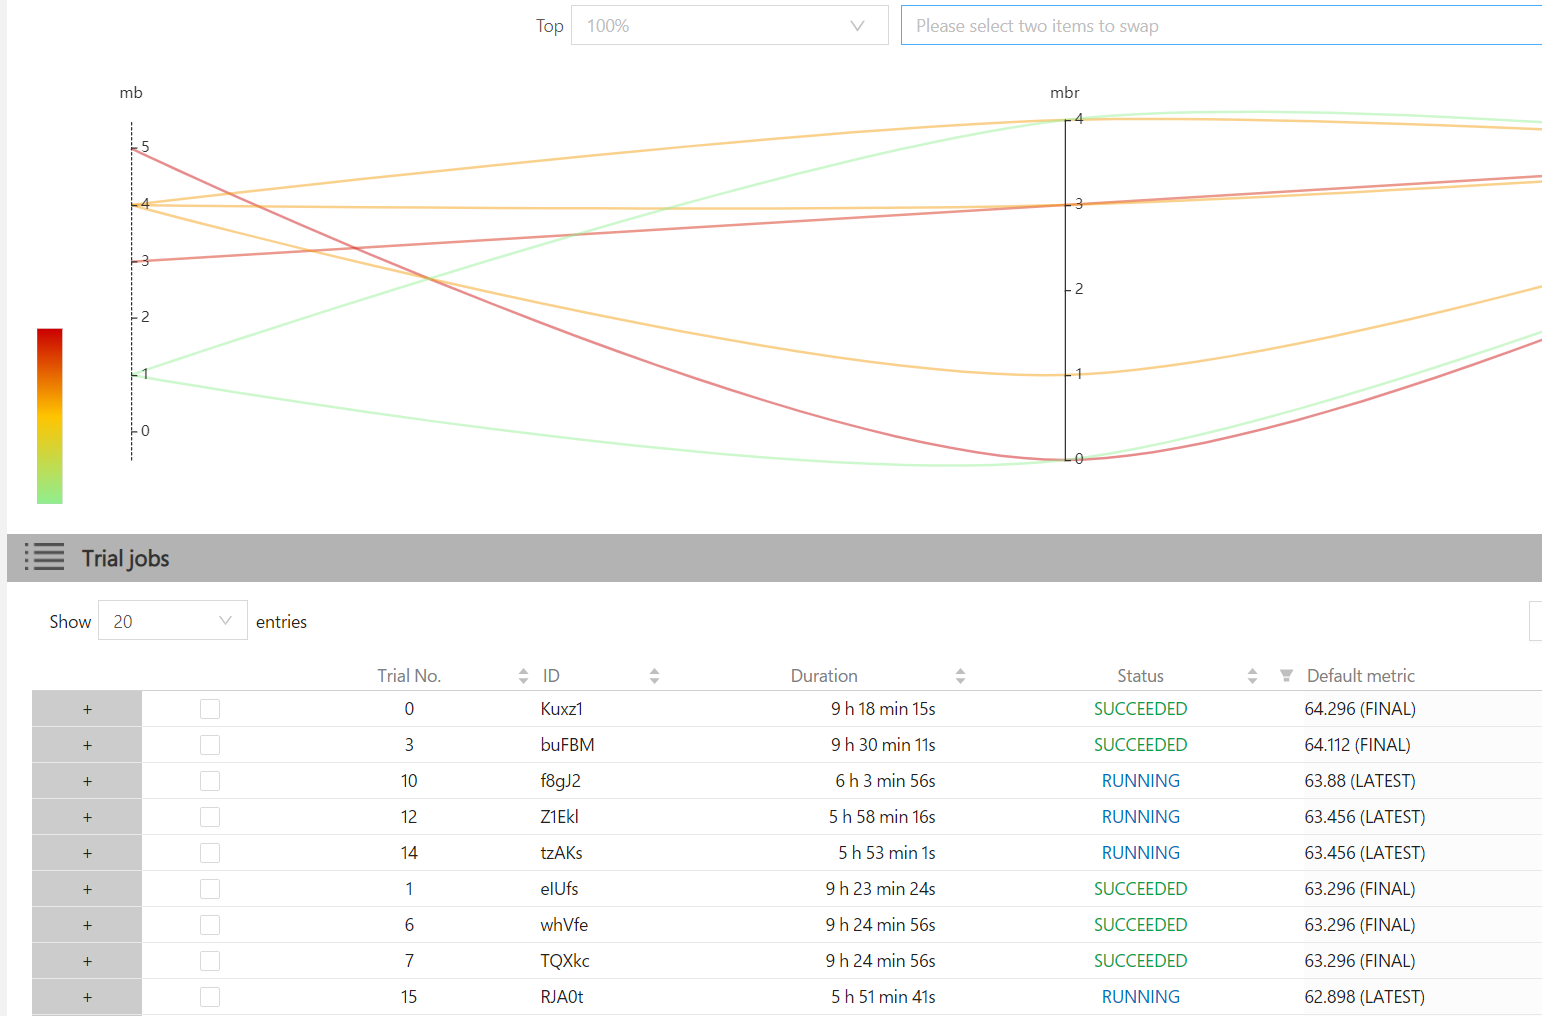 Top 100% Please select two items to swap
mb mbr
5
4
3
2
1
0
4
3
2
1
0
Trial jobs
Show 20 entries
Trial No. ID Duration Status Default metric
+ 0 Kuxz1 9 h 18 min 15s SUCCEEDED 64.296 (FINAL)
+ 3 buFBM 9 h 30 min 11s SUCCEEDED 64.112 (FINAL)
+ 10 f8gJ2 6 h 3 min 56s RUNNING 63.88 (LATEST)
+ 12 Z1Ekl 5 h 58 min 16s RUNNING 63.456 (LATEST)
+ 14 tzAKs 5 h 53 min 1s RUNNING 63.456 (LATEST)
+ 1 elUfs 9 h 23 min 24s SUCCEEDED 63.296 (FINAL)
+ 6 whVfe 9 h 24 min 56s SUCCEEDED 63.296 (FINAL)
+ 7 TQXkc 9 h 24 min 56s SUCCEEDED 63.296 (FINAL)
+ 15 RJA0t 5 h 51 min 41s RUNNING 62.898 (LATEST)